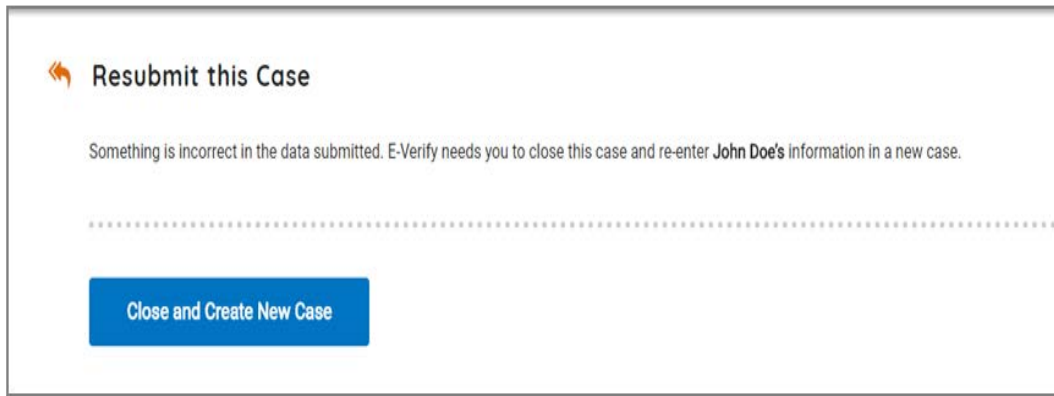 Resubmit this Case
Something is incorrect in the data submitted. E-Verify needs you to close this case and re-enter John Doe's information in a new case.
Close and Create New Case